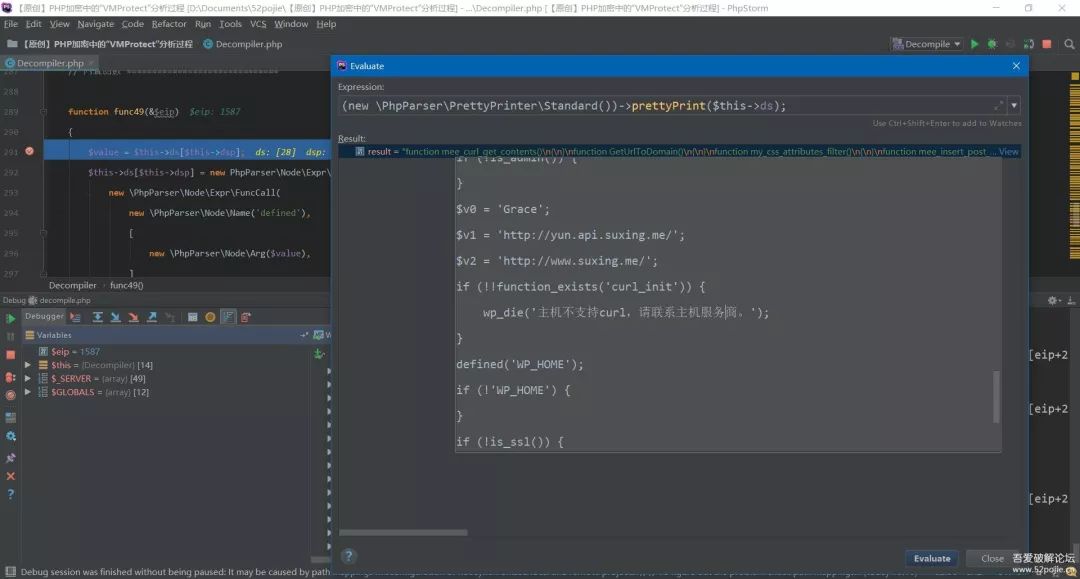 【原创】PHP加密中的“VMProtect”分析过程 [D:\Documents\52pojie\【原创】PHP加密中的“VMProtect”分析过程] - ...\Decompiler.php [【原创】PHP加密中的“VMProtect”分析过程] - PhpStorm
File Edit View Navigate Code Refactor Run Tools VCS Window Help
【原创】PHP加密中的“VMProtect”分析过程 Decompiler.php Decompile
Decompiler.php
Evaluate
288
289 function func49(&$eip) $eip: 1587
290 {
291 $value = $this->ds[$this->dsp]; ds: [28] dsp:
292 $this->ds[$this->dsp] = new PhpParser\Node\Expr\
293 new \PhpParser\Node\Expr\FuncCall(
294 new \PhpParser\Node\Name('defined'),
295 [
296 new \PhpParser\Node\Arg($value),
297 ]
Decompiler › func49()
Expression:
(new \PhpParser\PrettyPrinter\Standard())->prettyPrint($this->ds);
Use Ctrl+Shift+Enter to add to Watches
Result:
result = "function mee_curl_get_contents()\n{\n}\nfunction GetUrlToDomain()\n{\n}\nfunction my_css_attributes_filter()\n{\n}\nfunction mee_insert_post_... View
if (!is_admin()) {
}
$v0 = 'Grace';
$v1 = 'http://yun.api.suxing.me/';
$v2 = 'http://www.suxing.me/';
if (!!function_exists('curl_init')) {
wp_die('主机不支持curl，请联系主机服务商。');
}
defined('WP_HOME');
if (!'WP_HOME') {
}
if (!is_ssl()) {
Debug decompile.php
Debugger
Variables
$eip = 1587
$this = {Decompiler} [14]
$_SERVER = (array) [49]
$GLOBALS = (array) [12]
[eip+2
[eip+2
[eip+2
Evaluate Close
Debug session was finished without being paused: It may be caused by path
吾爱破解论坛
www.52pojie.cn